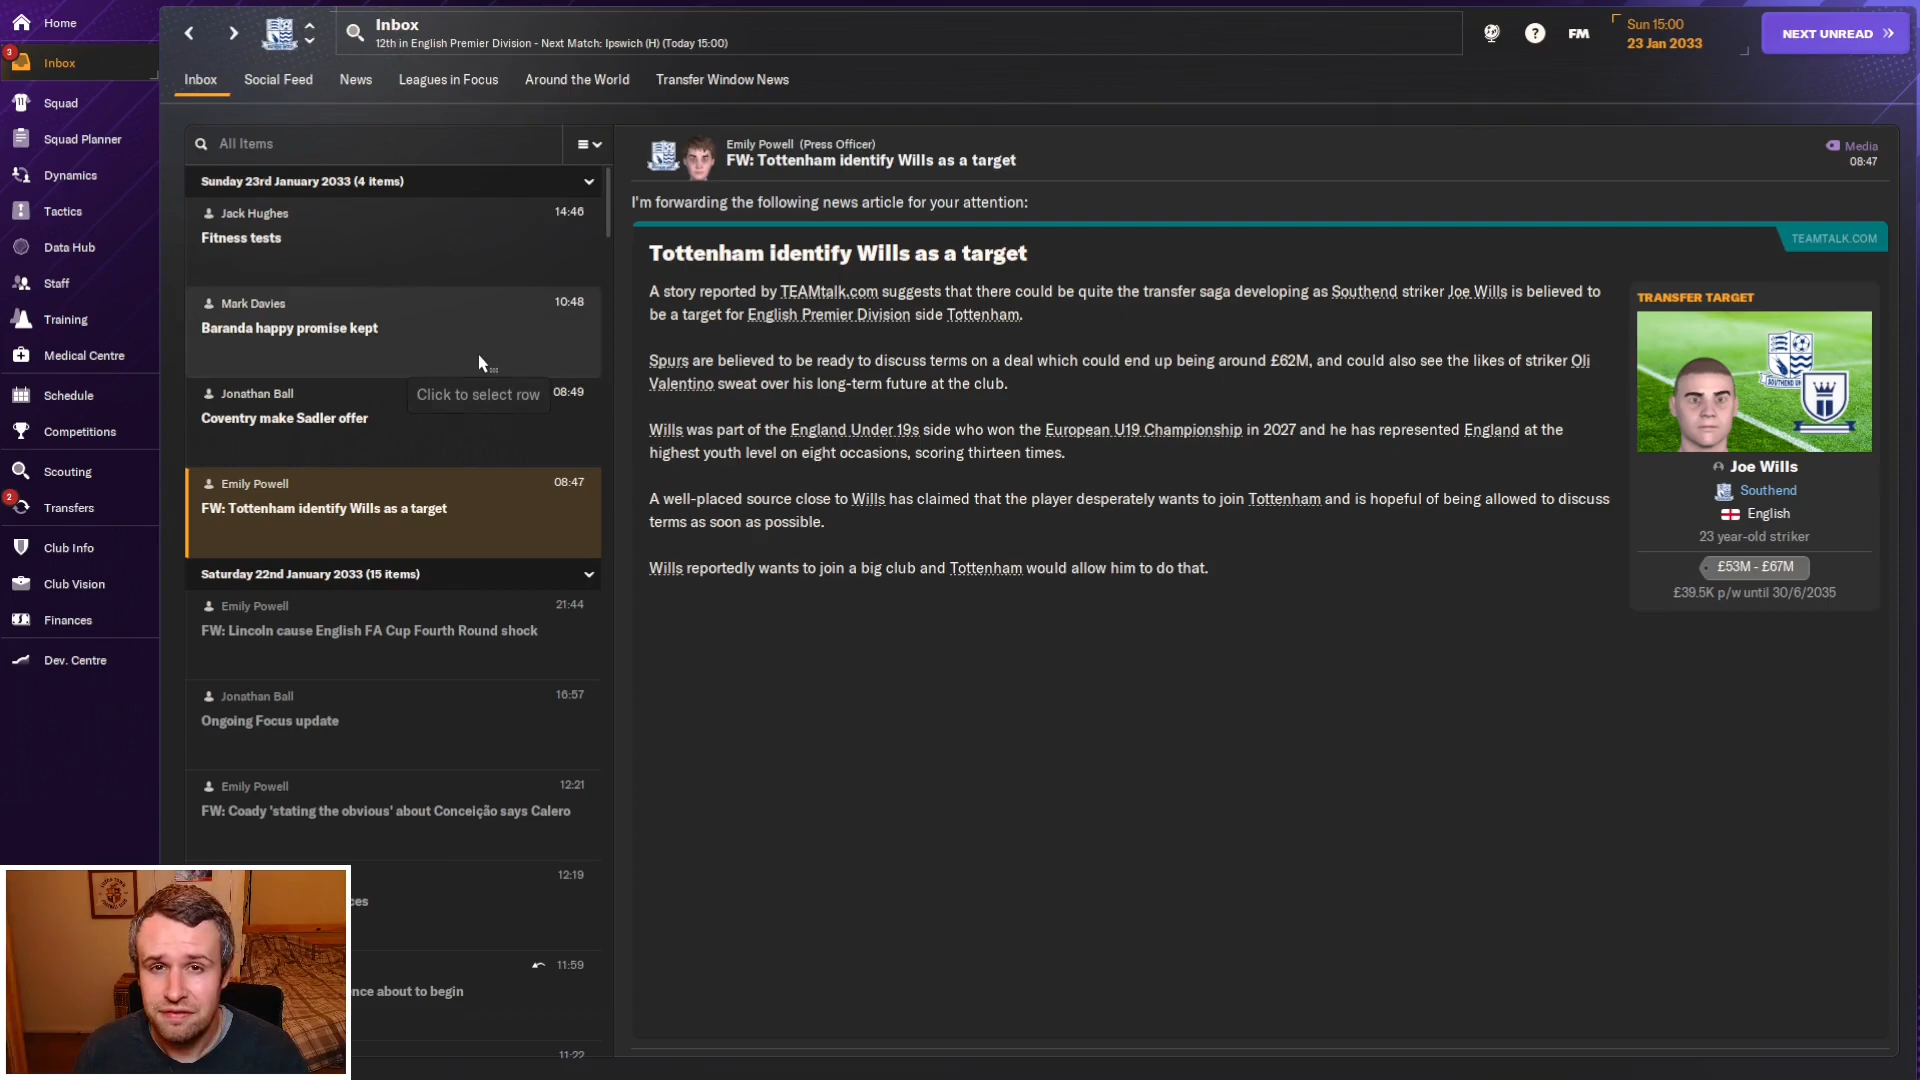 Home
3
Inbox
Squad
Squad Planner
Dynamics
Tactics
Data Hub
Staff
Training
Medical Centre
Schedule
Competitions
Scouting
2
Transfers
Club Info
Club Vision
Finances
Dev. Centre
Inbox
12th in English Premier Division - Next Match: Ipswich (H) (Today 15:00)
?
FM
Sun 15:00
23 Jan 2033
NEXT UNREAD
Inbox
Social Feed
News
Leagues in Focus
Around the World
Transfer Window News
All Items
Sunday 23rd January 2033 (4 items)
Jack Hughes 14:46
Fitness tests
Mark Davies 10:48
Baranda happy promise kept
Click to select row
Jonathan Ball 08:49
Coventry make Sadler offer
Emily Powell 08:47
FW: Tottenham identify Wills as a target
Saturday 22nd January 2033 (15 items)
Emily Powell 21:44
FW: Lincoln cause English FA Cup Fourth Round shock
Jonathan Ball 16:57
Ongoing Focus update
Emily Powell 12:21
FW: Coady 'stating the obvious' about Conceição says Calero
12:19
ces
11:59
nce about to begin
11:22
Emily Powell (Press Officer)
FW: Tottenham identify Wills as a target
Media
08:47
I'm forwarding the following news article for your attention:
TEAMTALK.COM
Tottenham identify Wills as a target
A story reported by TEAMtalk.com suggests that there could be quite the transfer saga developing as Southend striker Joe Wills is believed to
be a target for English Premier Division side Tottenham.
Spurs are believed to be ready to discuss terms on a deal which could end up being around £62M, and could also see the likes of striker Oli
Valentino sweat over his long-term future at the club.
Wills was part of the England Under 19s side who won the European U19 Championship in 2027 and he has represented England at the
highest youth level on eight occasions, scoring thirteen times.
A well-placed source close to Wills has claimed that the player desperately wants to join Tottenham and is hopeful of being allowed to discuss
terms as soon as possible.
Wills reportedly wants to join a big club and Tottenham would allow him to do that.
TRANSFER TARGET
Joe Wills
Southend
English
23 year-old striker
£53M - £67M
£39.5K p/w until 30/6/2035